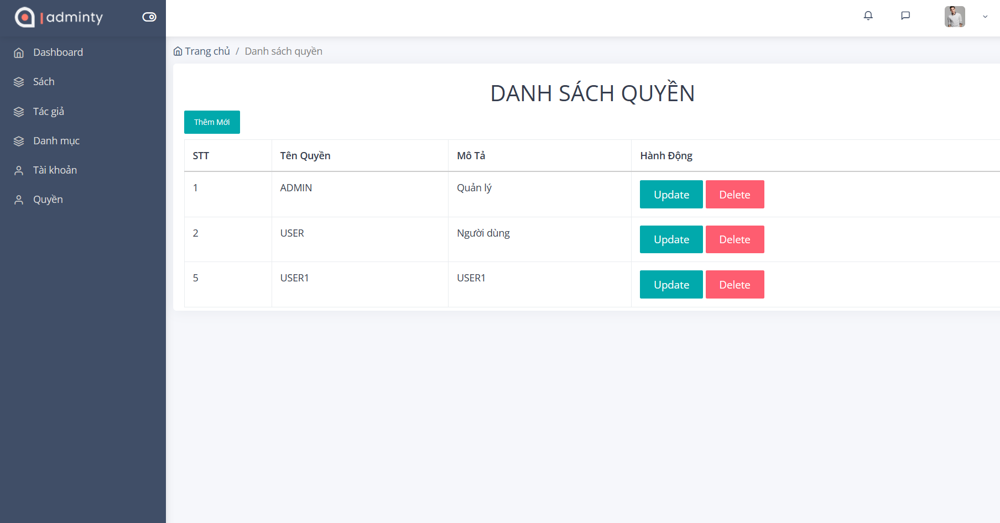 adminty
Dashboard
Sách
Tác giả
Danh mục
Tài khoản
Quyền
Trang chủ / Danh sách quyền
DANH SÁCH QUYỀN
Thêm Mới
STT Tên Quyền Mô Tả Hành Động
1 ADMIN Quản lý Update Delete
2 USER Người dùng Update Delete
5 USER1 USER1 Update Delete